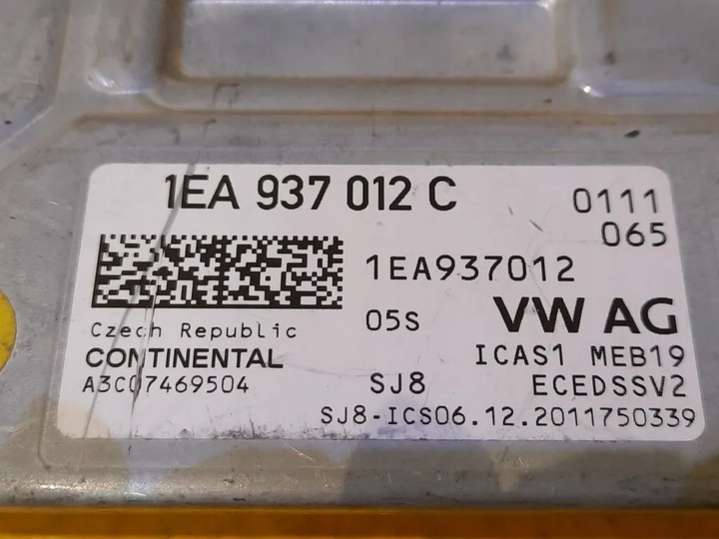 1EA 937 012 C
0111
065
1EA937012
05S VW AG
Czech Republic
CONTINENTAL
ICAS1 MEB19
A3C07469504
SJ8 ECEDSSV2
SJ8-ICS06.12.2011750339